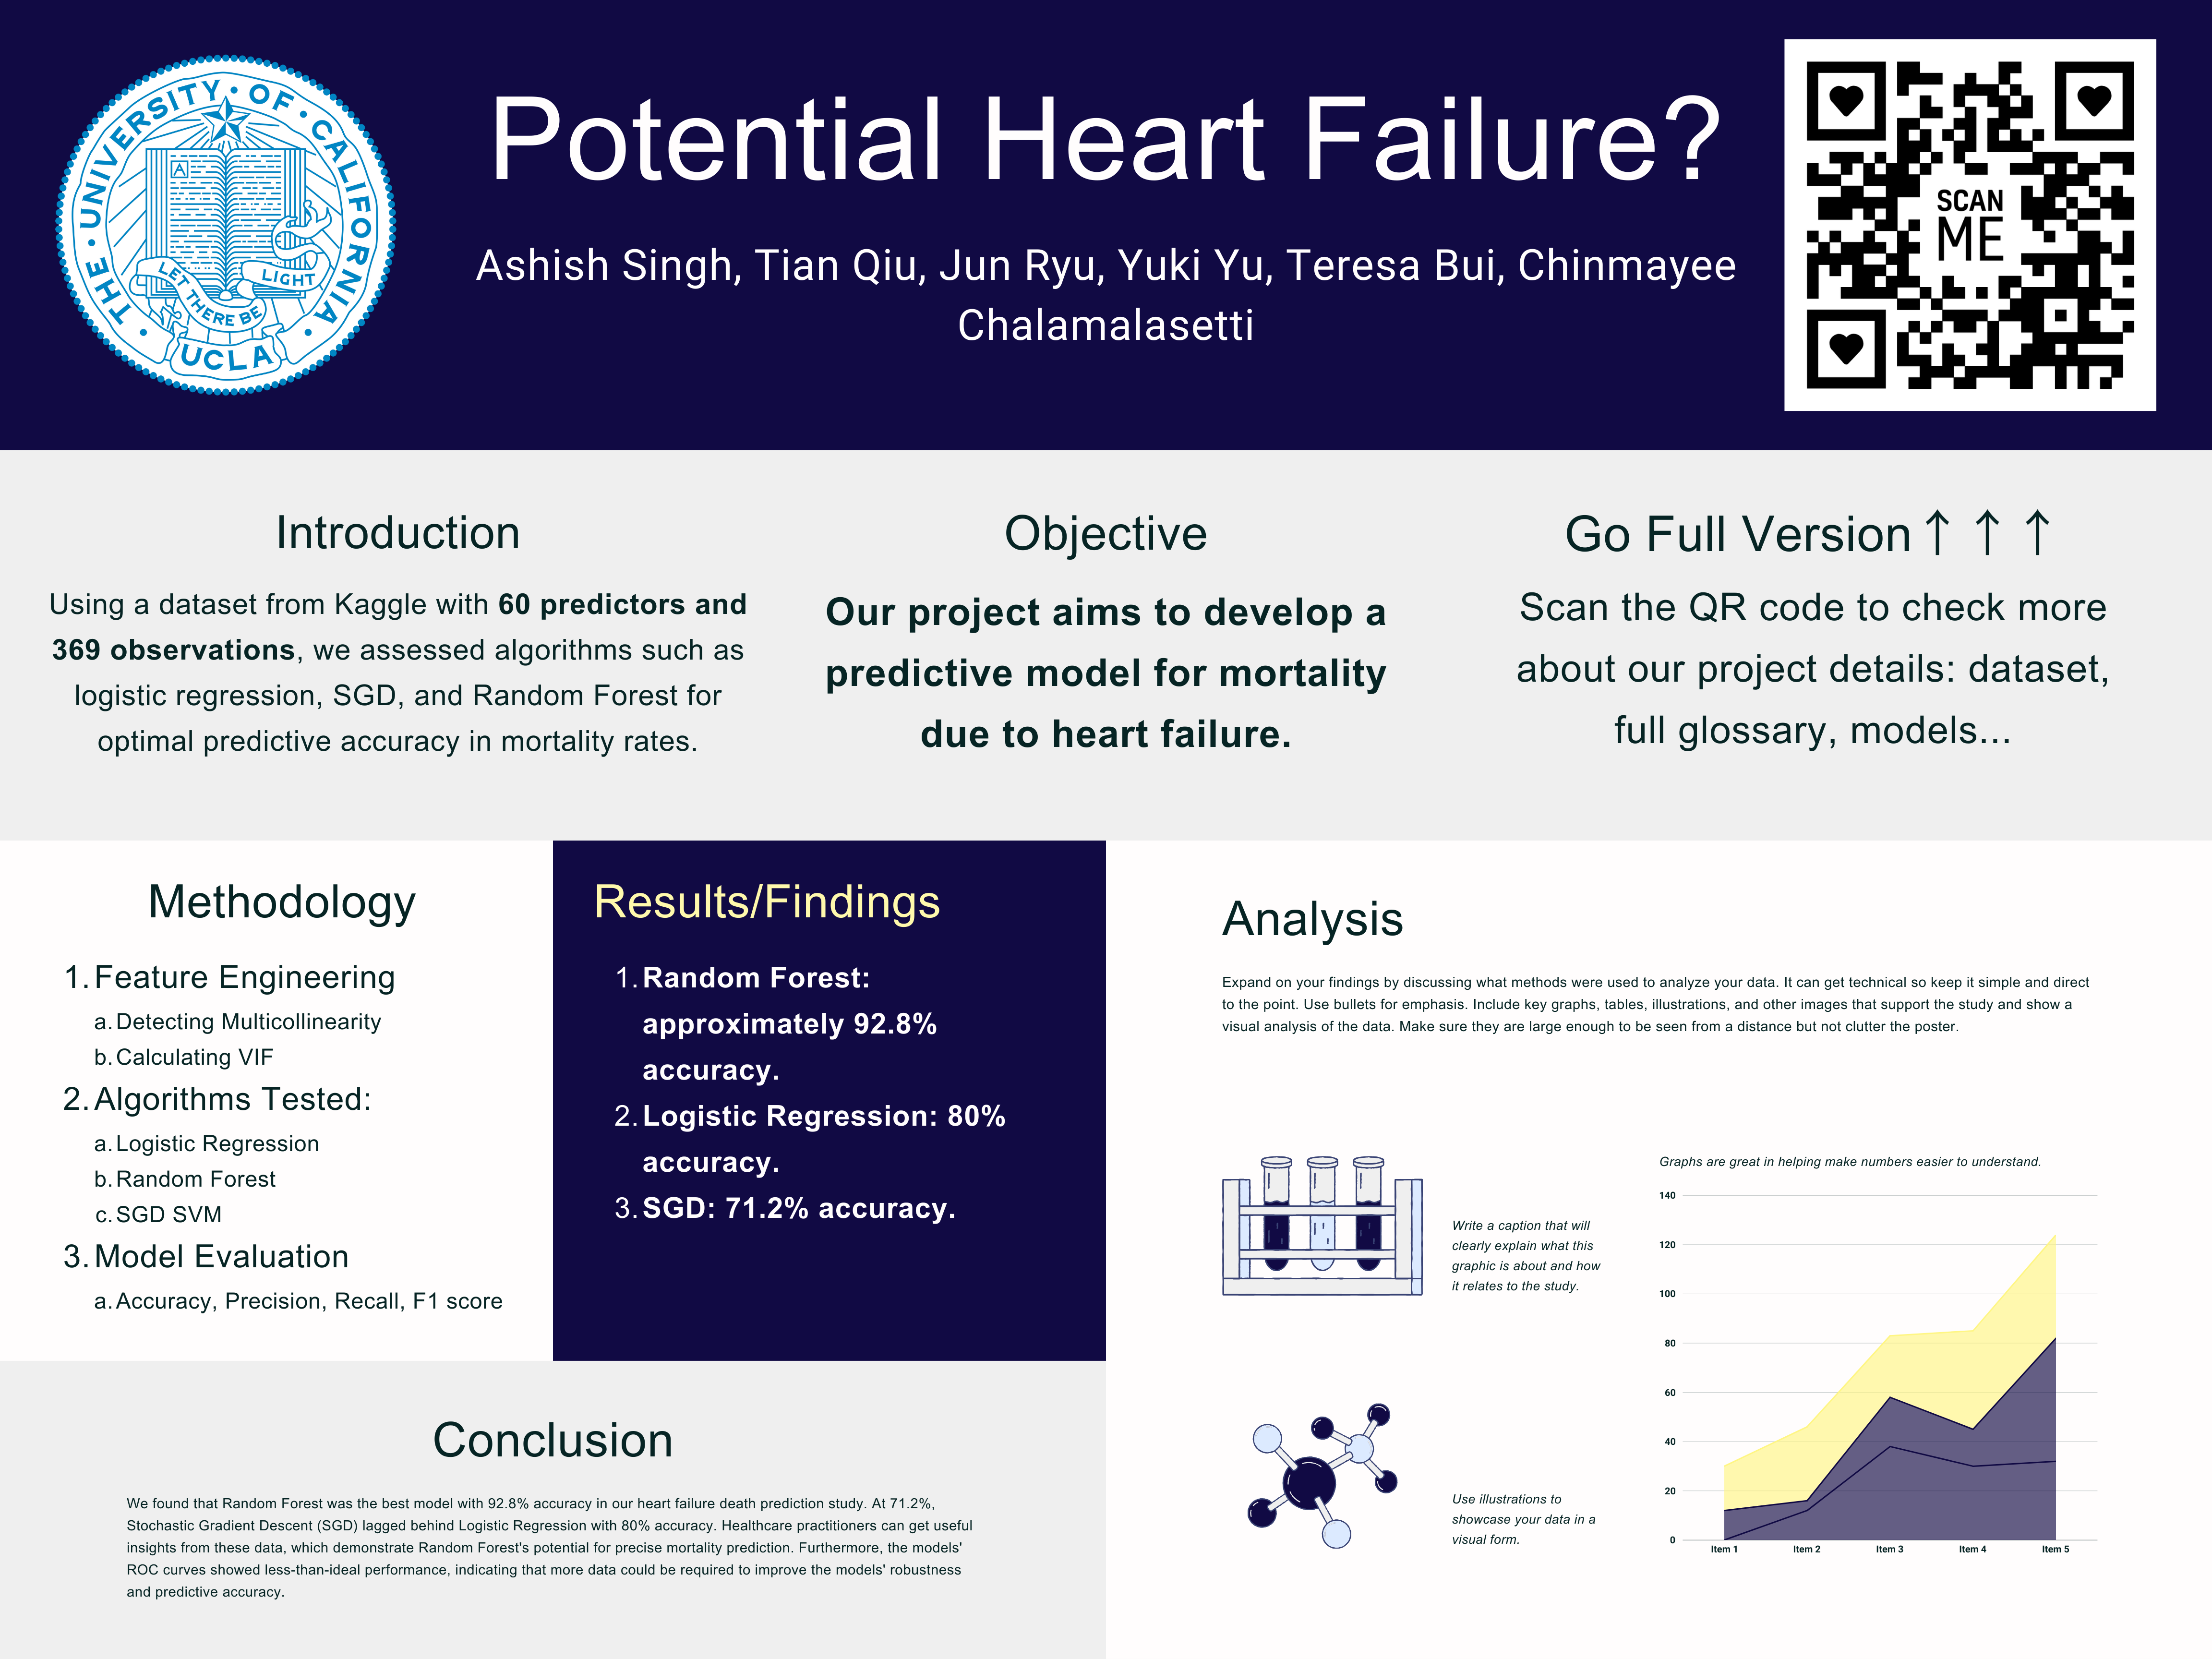 THE · UNIVERSITY · OF · CALIFORNIA ·
A
LET THERE BE LIGHT
UCLA
Potential Heart Failure?
Ashish Singh, Tian Qiu, Jun Ryu, Yuki Yu, Teresa Bui, Chinmayee
Chalamalasetti
SCAN
ME
Introduction
Using a dataset from Kaggle with 60 predictors and
369 observations, we assessed algorithms such as
logistic regression, SGD, and Random Forest for
optimal predictive accuracy in mortality rates.
Objective
Our project aims to develop a
predictive model for mortality
due to heart failure.
Go Full Version ↑ ↑ ↑
Scan the QR code to check more
about our project details: dataset,
full glossary, models...
Methodology
1. Feature Engineering
a. Detecting Multicollinearity
b. Calculating VIF
2. Algorithms Tested:
a. Logistic Regression
b. Random Forest
c. SGD SVM
3. Model Evaluation
a. Accuracy, Precision, Recall, F1 score
Results/Findings
1. Random Forest:
approximately 92.8%
accuracy.
2. Logistic Regression: 80%
accuracy.
3. SGD: 71.2% accuracy.
Conclusion
We found that Random Forest was the best model with 92.8% accuracy in our heart failure death prediction study. At 71.2%,
Stochastic Gradient Descent (SGD) lagged behind Logistic Regression with 80% accuracy. Healthcare practitioners can get useful
insights from these data, which demonstrate Random Forest's potential for precise mortality prediction. Furthermore, the models'
ROC curves showed less-than-ideal performance, indicating that more data could be required to improve the models' robustness
and predictive accuracy.
Analysis
Expand on your findings by discussing what methods were used to analyze your data. It can get technical so keep it simple and direct
to the point. Use bullets for emphasis. Include key graphs, tables, illustrations, and other images that support the study and show a
visual analysis of the data. Make sure they are large enough to be seen from a distance but not clutter the poster.
Write a caption that will
clearly explain what this
graphic is about and how
it relates to the study.
Use illustrations to
showcase your data in a
visual form.
Graphs are great in helping make numbers easier to understand.
140
120
100
80
60
40
20
0
Item 1 Item 2 Item 3 Item 4 Item 5